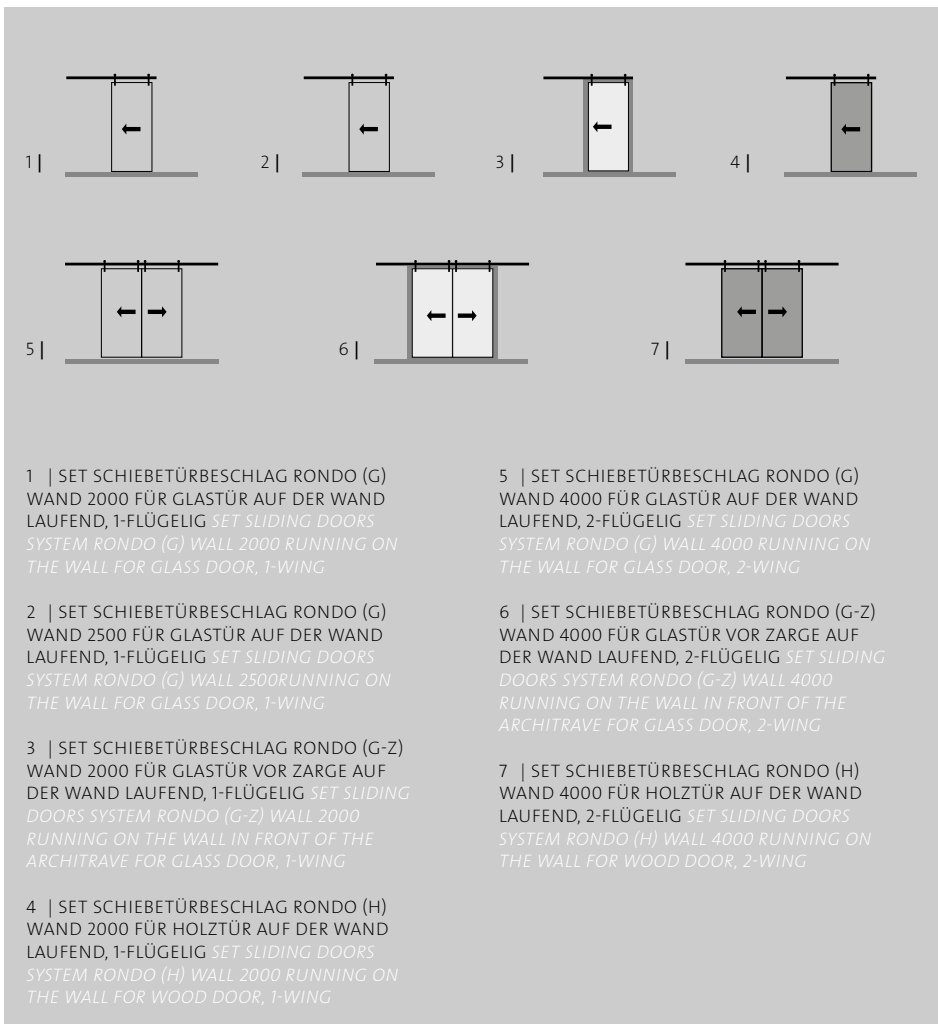 1 |
2 |
3 |
4 |
5 |
6 |
7 |
1 | SET SCHIEBETÜRBESCHLAG RONDO (G)
WAND 2000 FÜR GLASTÜR AUF DER WAND
LAUFEND, 1-FLÜGELIG SET SLIDING DOORS
SYSTEM RONDO (G) WALL 2000 RUNNING ON
THE WALL FOR GLASS DOOR, 1-WING
2 | SET SCHIEBETÜRBESCHLAG RONDO (G)
WAND 2500 FÜR GLASTÜR AUF DER WAND
LAUFEND, 1-FLÜGELIG SET SLIDING DOORS
SYSTEM RONDO (G) WALL 2500RUNNING ON
THE WALL FOR GLASS DOOR, 1-WING
3 | SET SCHIEBETÜRBESCHLAG RONDO (G-Z)
WAND 2000 FÜR GLASTÜR VOR ZARGE AUF
DER WAND LAUFEND, 1-FLÜGELIG SET SLIDING
DOORS SYSTEM RONDO (G-Z) WALL 2000
RUNNING ON THE WALL IN FRONT OF THE
ARCHITRAVE FOR GLASS DOOR, 1-WING
4 | SET SCHIEBETÜRBESCHLAG RONDO (H)
WAND 2000 FÜR HOLZTÜR AUF DER WAND
LAUFEND, 1-FLÜGELIG SET SLIDING DOORS
SYSTEM RONDO (H) WALL 2000 RUNNING ON
THE WALL FOR WOOD DOOR, 1-WING
5 | SET SCHIEBETÜRBESCHLAG RONDO (G)
WAND 4000 FÜR GLASTÜR AUF DER WAND
LAUFEND, 2-FLÜGELIG SET SLIDING DOORS
SYSTEM RONDO (G) WALL 4000 RUNNING ON
THE WALL FOR GLASS DOOR, 2-WING
6 | SET SCHIEBETÜRBESCHLAG RONDO (G-Z)
WAND 4000 FÜR GLASTÜR VOR ZARGE AUF
DER WAND LAUFEND, 2-FLÜGELIG SET SLIDING
DOORS SYSTEM RONDO (G-Z) WALL 4000
RUNNING ON THE WALL IN FRONT OF THE
ARCHITRAVE FOR GLASS DOOR, 2-WING
7 | SET SCHIEBETÜRBESCHLAG RONDO (H)
WAND 4000 FÜR HOLZTÜR AUF DER WAND
LAUFEND, 2-FLÜGELIG SET SLIDING DOORS
SYSTEM RONDO (H) WALL 4000 RUNNING ON
THE WALL FOR WOOD DOOR, 2-WING